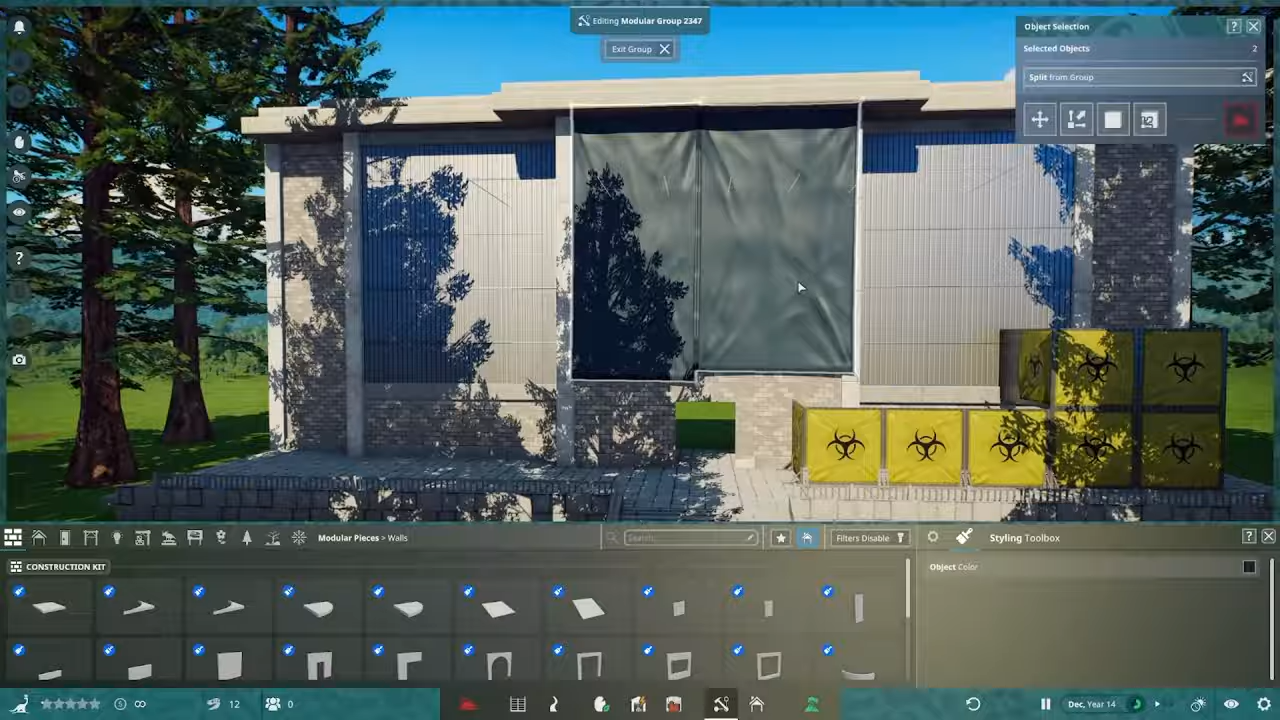 Editing Modular Group 2347
Exit Group
Object Selection
?
Selected Objects 2
Split from Group
?
Modular Pieces > Walls
Search...
Filters Disable
Styling Toolbox
?
CONSTRUCTION KIT
Object Color
∞
12
0
Dec, Year 14